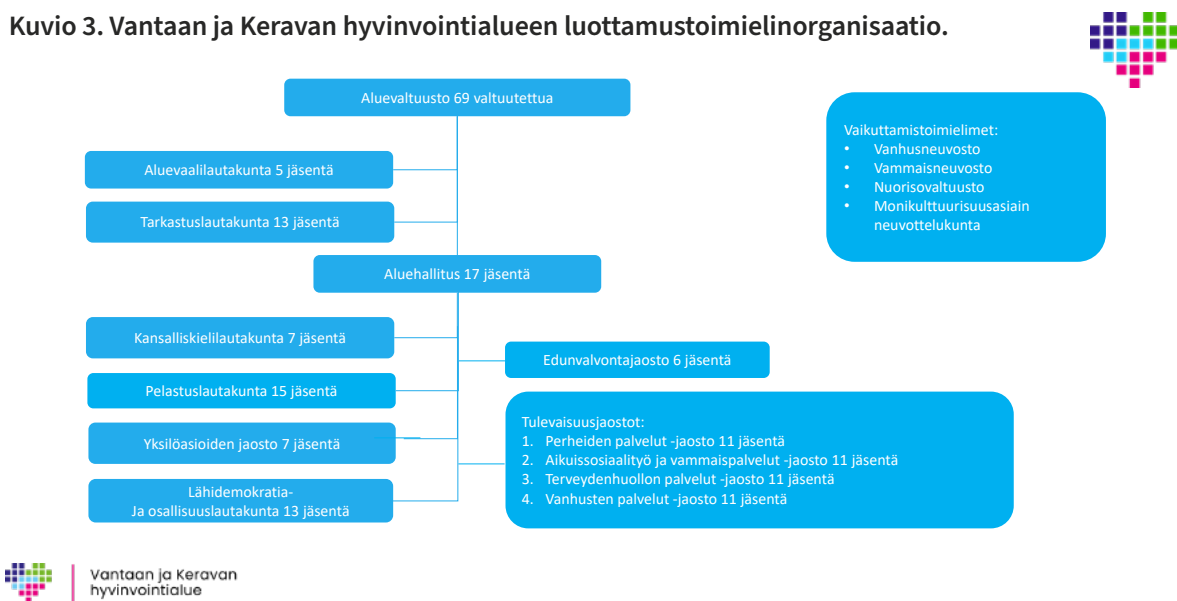 Kuvio 3. Vantaan ja Keravan hyvinvointialueen luottamustoimielinorganisaatio.
Aluevaltuusto 69 valtuutettua
Aluevaalilautakunta 5 jäsentä
Tarkastuslautakunta 13 jäsentä
Aluehallitus 17 jäsentä
Kansalliskielilautakunta 7 jäsentä
Pelastuslautakunta 15 jäsentä
Yksilöasioiden jaosto 7 jäsentä
Lähidemokratia-
Ja osallisuuslautakunta 13 jäsentä
Edunvalvontajaosto 6 jäsentä
Tulevaisuusjaostot:
1. Perheiden palvelut -jaosto 11 jäsentä
2. Aikuissosiaalityö ja vammaispalvelut -jaosto 11 jäsentä
3. Terveydenhuollon palvelut -jaosto 11 jäsentä
4. Vanhusten palvelut -jaosto 11 jäsentä
Vaikuttamistoimielimet:
• Vanhusneuvosto
• Vammaisneuvosto
• Nuorisovaltuusto
• Monikulttuurisuusasiain
neuvottelukunta
Vantaan ja Keravan
hyvinvointialue